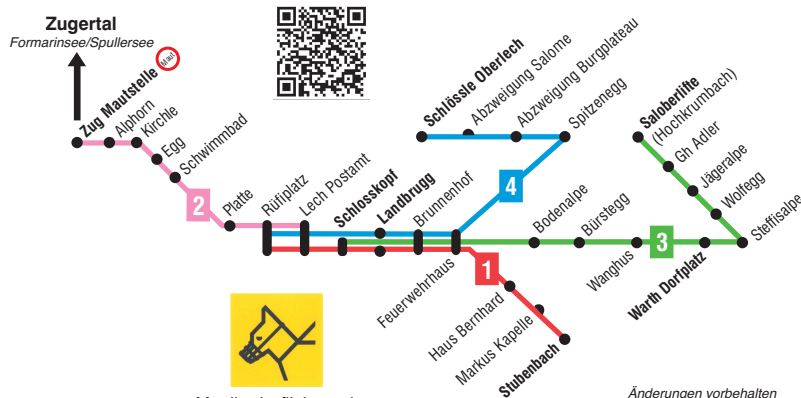 Zugertal
Formarinsee/Spullersee
Zug Mautstelle
Maut
Alphorn
Kirchle
Egg
Schwimmbad
2
Platte
Rüfiplatz
Lech Postamt
Schlosskopf
Landbrugg
Brunnenhof
Feuerwehrhaus
Schlössle Oberlech
Abzweigung Salome
Abzweigung Burgplateau
Spitzenegg
4
1
Haus Bernhard
Markus Kapelle
Stubenbach
Bodenalpe
Bürstegg
Wanghus
3
Warth Dorfplatz
Steffisalpe
Wolfegg
Jägeralpe
Gh Adler
Saloberlifte
(Hochkrumbach)
Änderungen vorbehalten